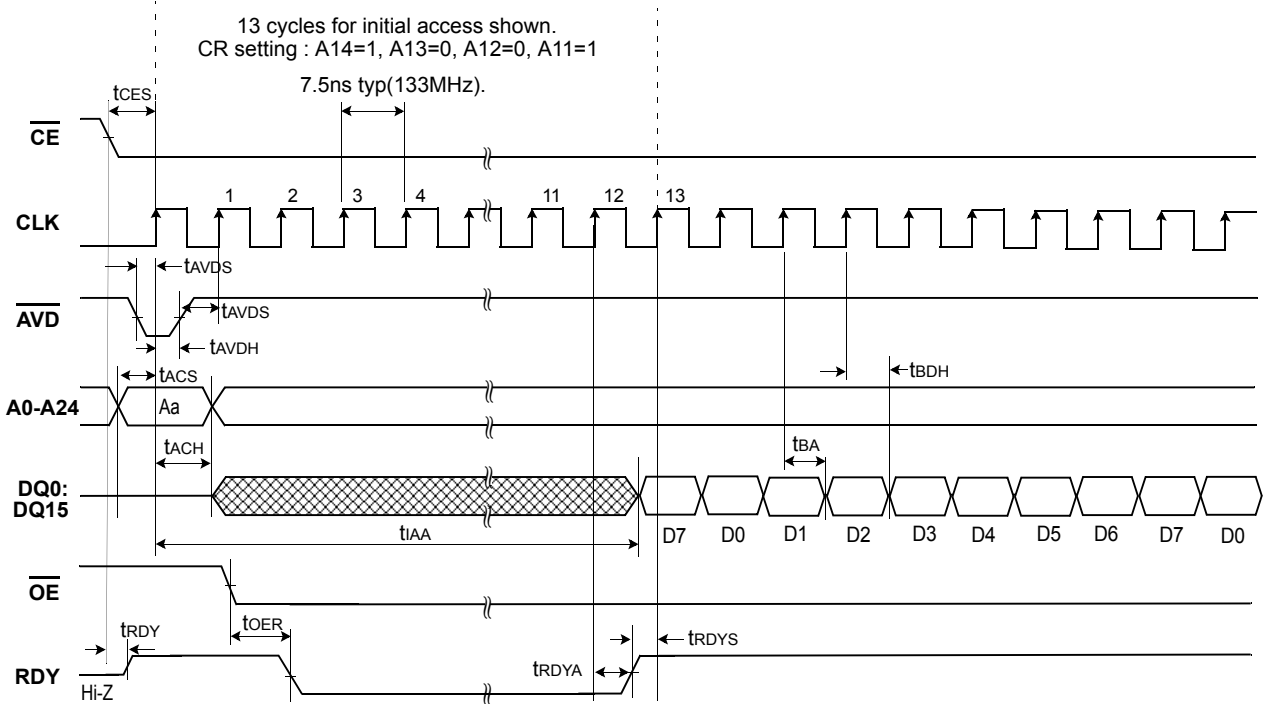 13 cycles for initial access shown.
CR setting : A14=1, A13=0, A12=0, A11=1
7.5ns typ(133MHz).
tCES
CE
CLK
1 2 3 4 11 12 13
tAVDS
AVD
tAVDS
tAVDH
tACS
tBDH
A0-A24
Aa
tACH
tBA
DQ0:
DQ15
tIAA
D7 D0 D1 D2 D3 D4 D5 D6 D7 D0
OE
tRDY
tOER
tRDYS
tRDYA
RDY
Hi-Z